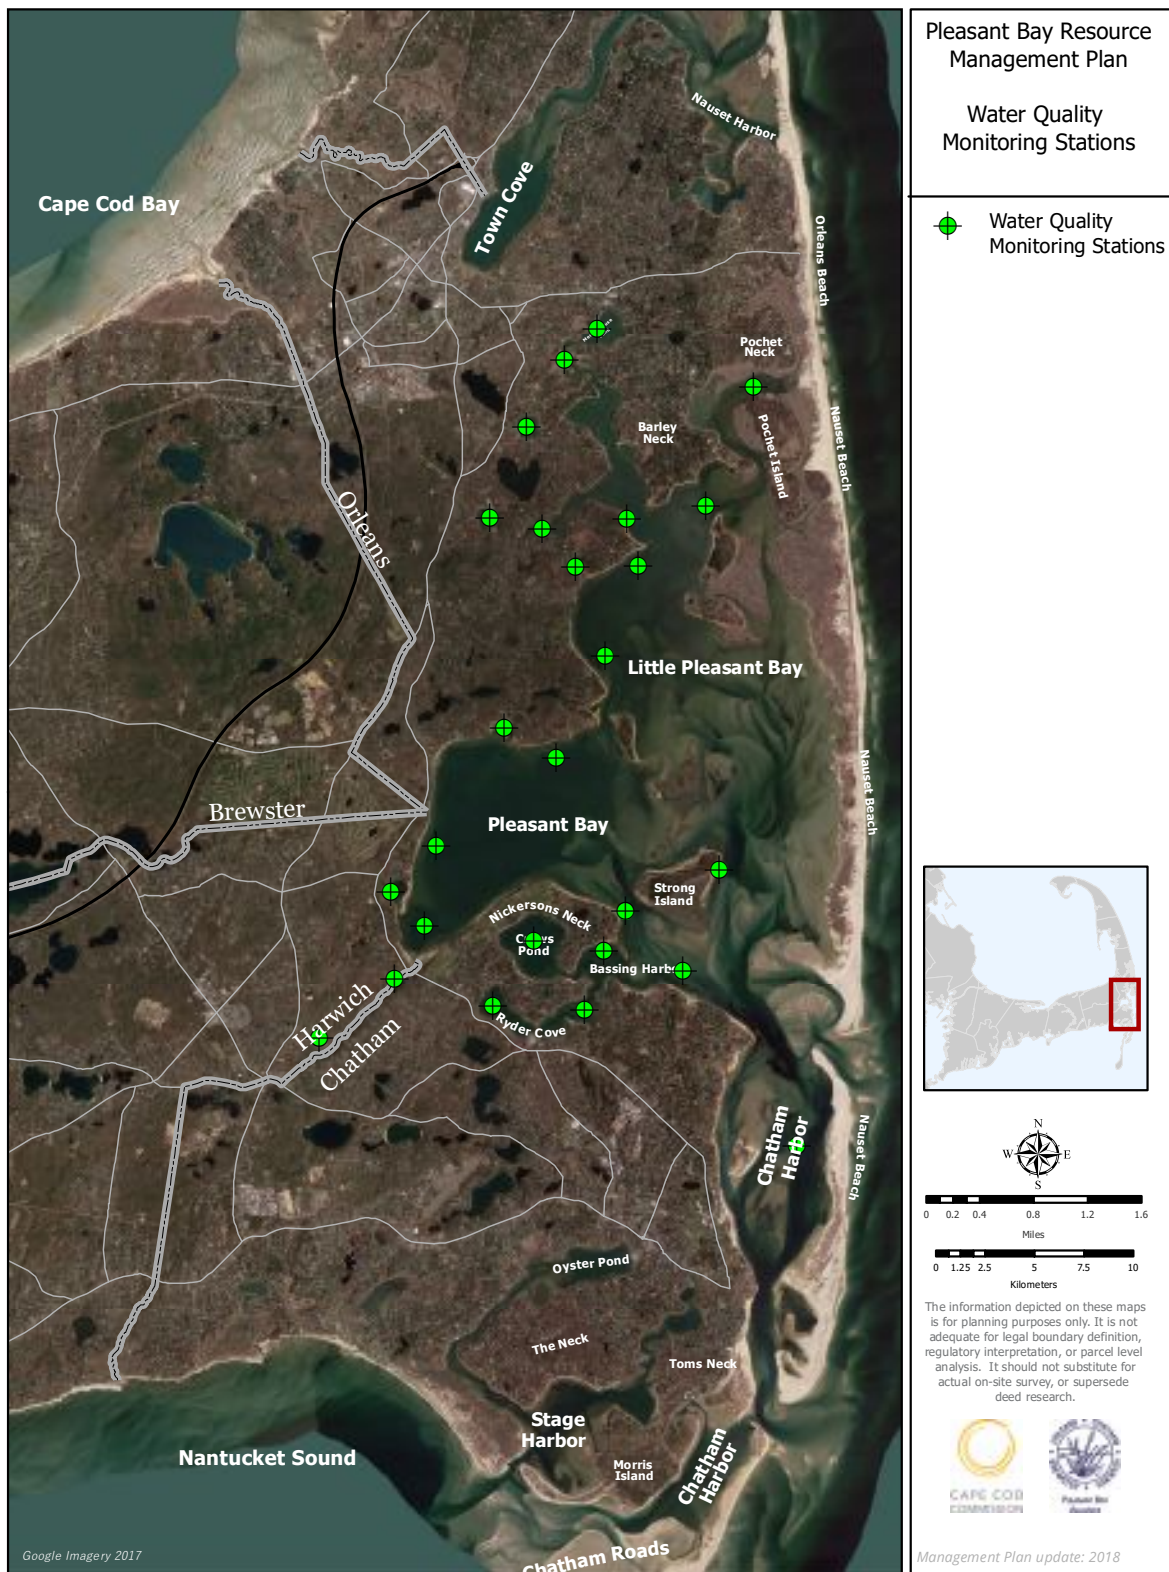 Pleasant Bay Resource
Management Plan
Water Quality
Monitoring Stations
Water Quality
Monitoring Stations
Nauset Harbor
Cape Cod Bay
Town Cove
Orleans Beach
Pochet
Neck
Nauset Beach
Barley
Neck
Pochet Island
Orleans
Little Pleasant Bay
Nauset Beach
Brewster
Pleasant Bay
Strong
Island
Nickersons Neck
Pond
Bassing
Harwich
Ryder Cove
Chatham
Chatham
Harbor
Nauset Beach
Oyster Pond
The Neck
Toms Neck
Stage
Harbor
Nantucket Sound
Morris
Island
Chatham
Harbor
Chatham Roads
Google Imagery 2017
N
W E
S
0 0.2 0.4 0.8 1.2 1.6
Miles
0 1.25 2.5 5 7.5 10
Kilometers
The information depicted on these maps
is for planning purposes only. It is not
adequate for legal boundary definition,
regulatory interpretation, or parcel level
analysis. It should not substitute for
actual on-site survey, or supersede
deed research.
CAPE COD
COMMISSION
Pleasant Bay
Alliance
Management Plan update: 2018